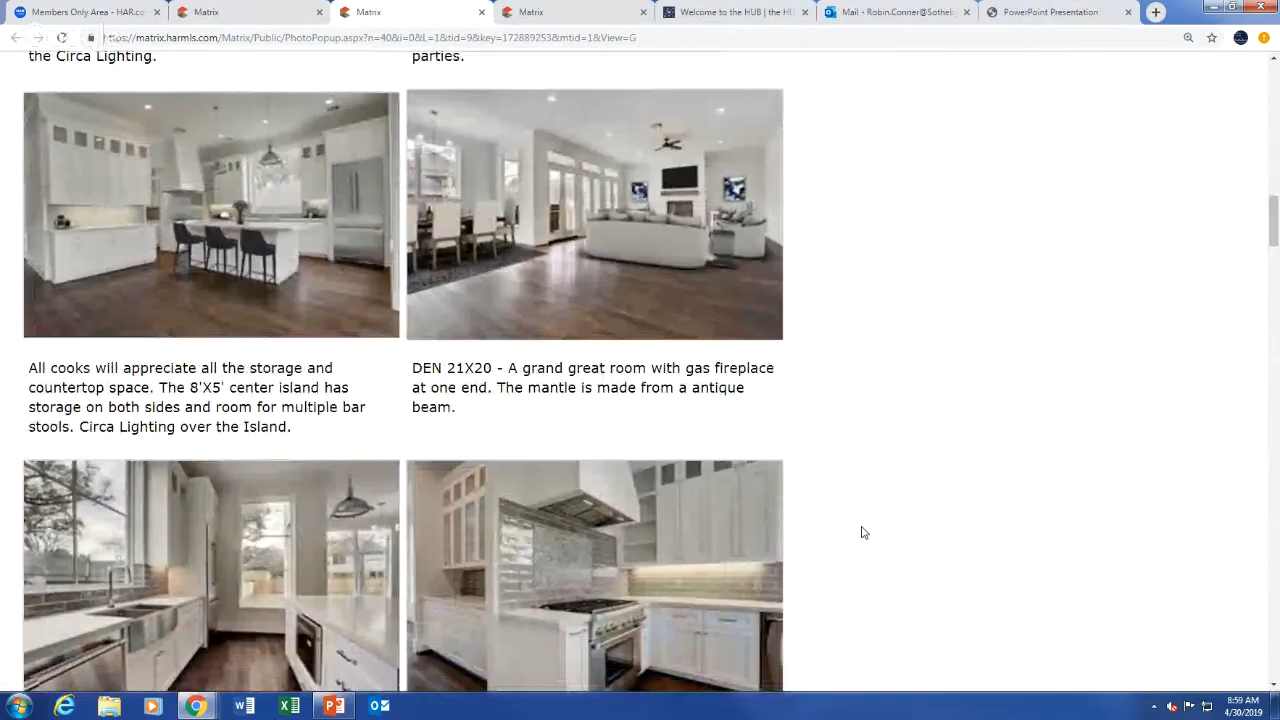 Members Only Area - HAR.co
Matrix
Matrix
Matrix
Welcome to the HUB | the HU
Mail - Robin.Conner@Sotheb
PowerPoint Presentation
https://matrix.harmls.com/Matrix/Public/PhotoPopup.aspx?n=40&i=0&L=1&tid=9&key=172889253&mtid=1&View=G
the Circa Lighting.
parties.
All cooks will appreciate all the storage and
countertop space. The 8'X5' center island has
storage on both sides and room for multiple bar
stools. Circa Lighting over the Island.
DEN 21X20 - A grand great room with gas fireplace
at one end. The mantle is made from a antique
beam.
8:59 AM
4/30/2019